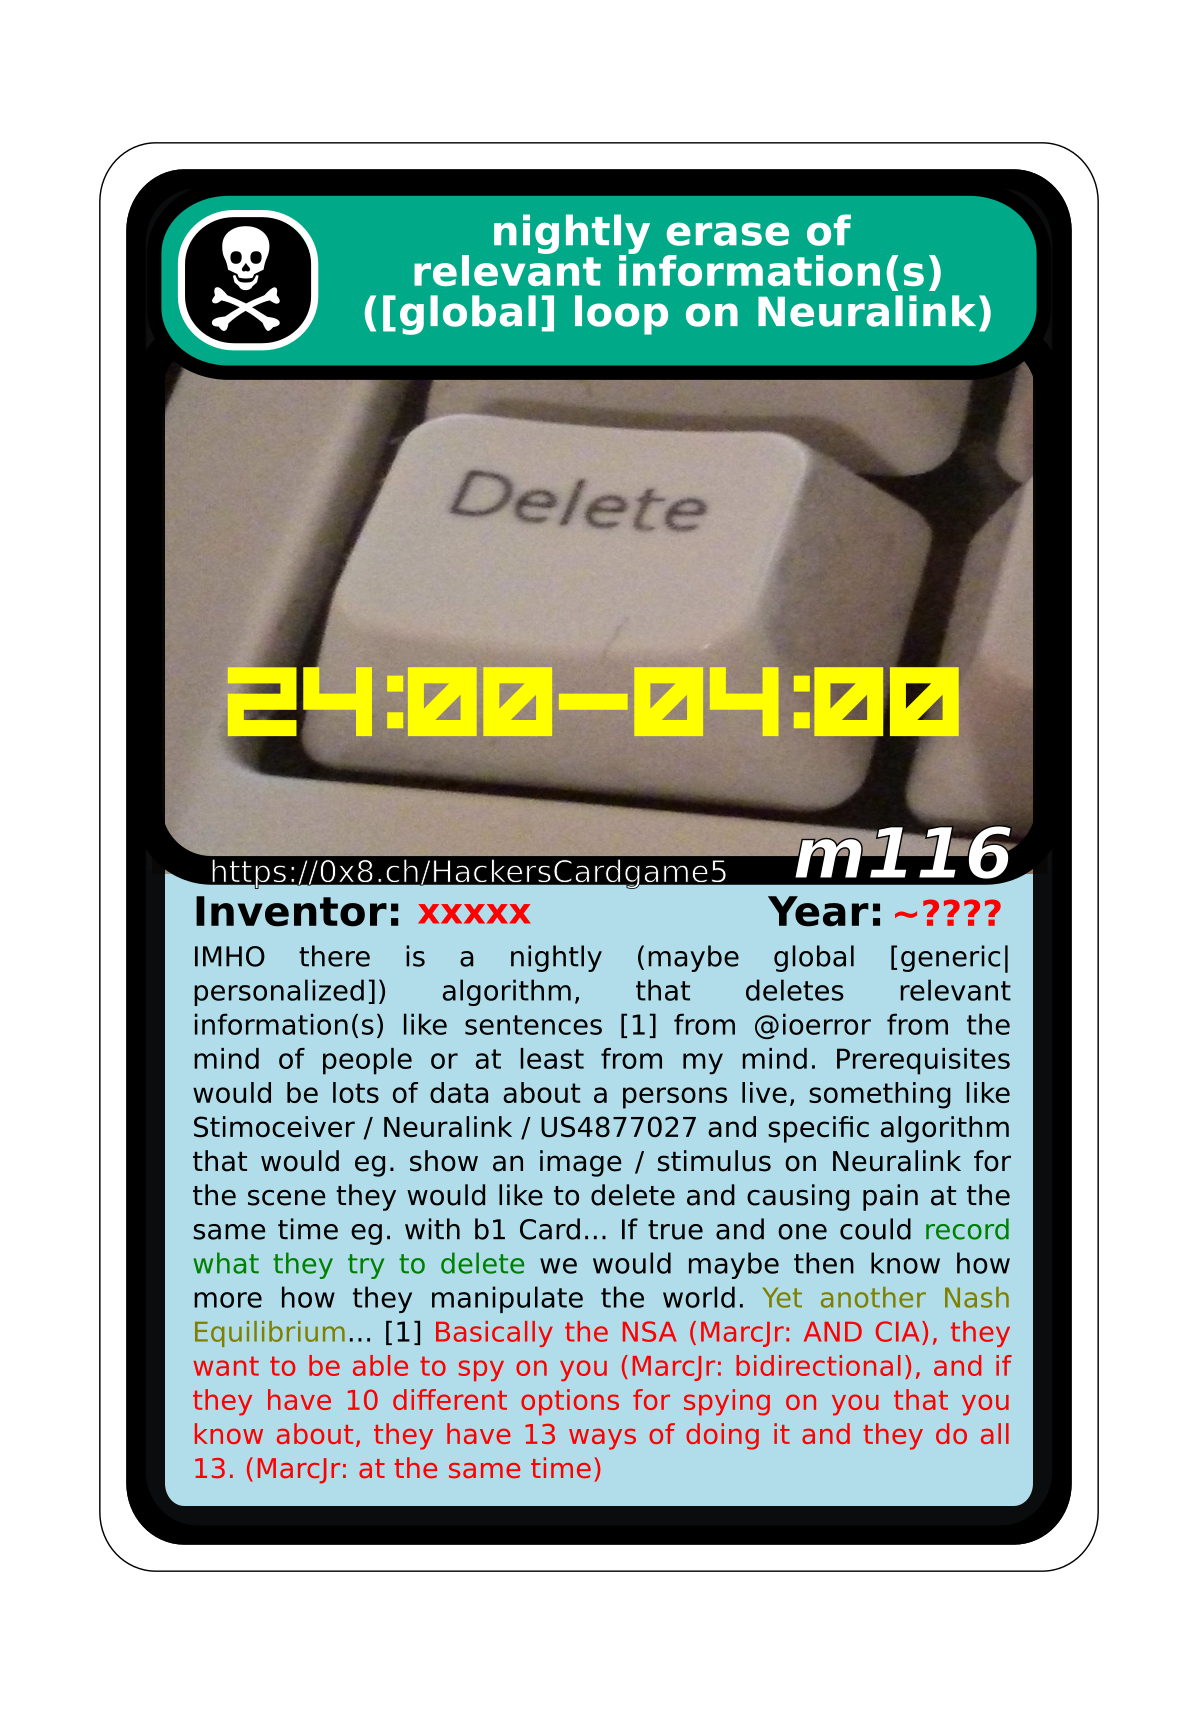 nightly erase of
relevant information(s)
([global] loop on Neuralink)
Delete
24:00-04:00
m116
https://0x8.ch/HackersCardgame5
Inventor: xxxxx Year: ~????
IMHO there is a nightly (maybe global [generic|
personalized]) algorithm, that deletes relevant
information(s) like sentences [1] from @ioerror from the
mind of people or at least from my mind. Prerequisites
would be lots of data about a persons live, something like
Stimoceiver / Neuralink / US4877027 and specific algorithm
that would eg. show an image / stimulus on Neuralink for
the scene they would like to delete and causing pain at the
same time eg. with b1 Card... If true and one could record
what they try to delete we would maybe then know how
more how they manipulate the world. Yet another Nash
Equilibrium... [1] Basically the NSA (MarcJr: AND CIA), they
want to be able to spy on you (MarcJr: bidirectional), and if
they have 10 different options for spying on you that you
know about, they have 13 ways of doing it and they do all
13. (MarcJr: at the same time)